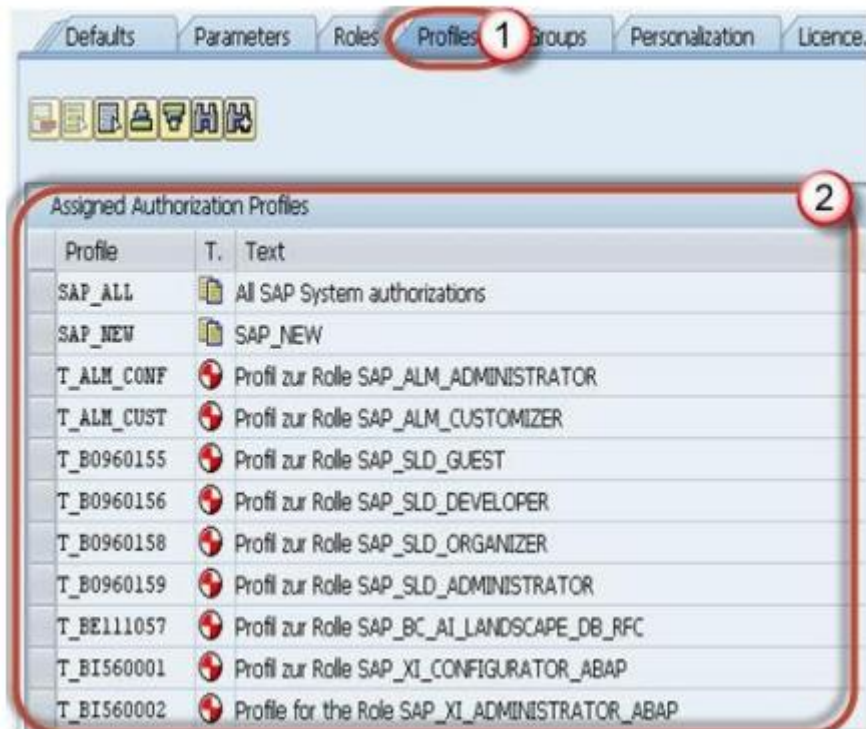 Defaults Parameters Roles Profiles 1 Groups Personalization Licence.
Assigned Authorization Profiles 2
Profile T. Text
SAP_ALL All SAP System authorizations
SAP_NEW SAP_NEW
T_ALM_CONF Profil zur Rolle SAP_ALM_ADMINISTRATOR
T_ALM_CUST Profil zur Rolle SAP_ALM_CUSTOMIZER
T_B0960155 Profil zur Rolle SAP_SLD_GUEST
T_B0960156 Profil zur Rolle SAP_SLD_DEVELOPER
T_B0960158 Profil zur Rolle SAP_SLD_ORGANIZER
T_B0960159 Profil zur Rolle SAP_SLD_ADMINISTRATOR
T_BE111057 Profil zur Rolle SAP_BC_AI_LANDSCAPE_DB_RFC
T_BI560001 Profil zur Rolle SAP_XI_CONFIGURATOR_ABAP
T_BI560002 Profile for the Role SAP_XI_ADMINISTRATOR_ABAP